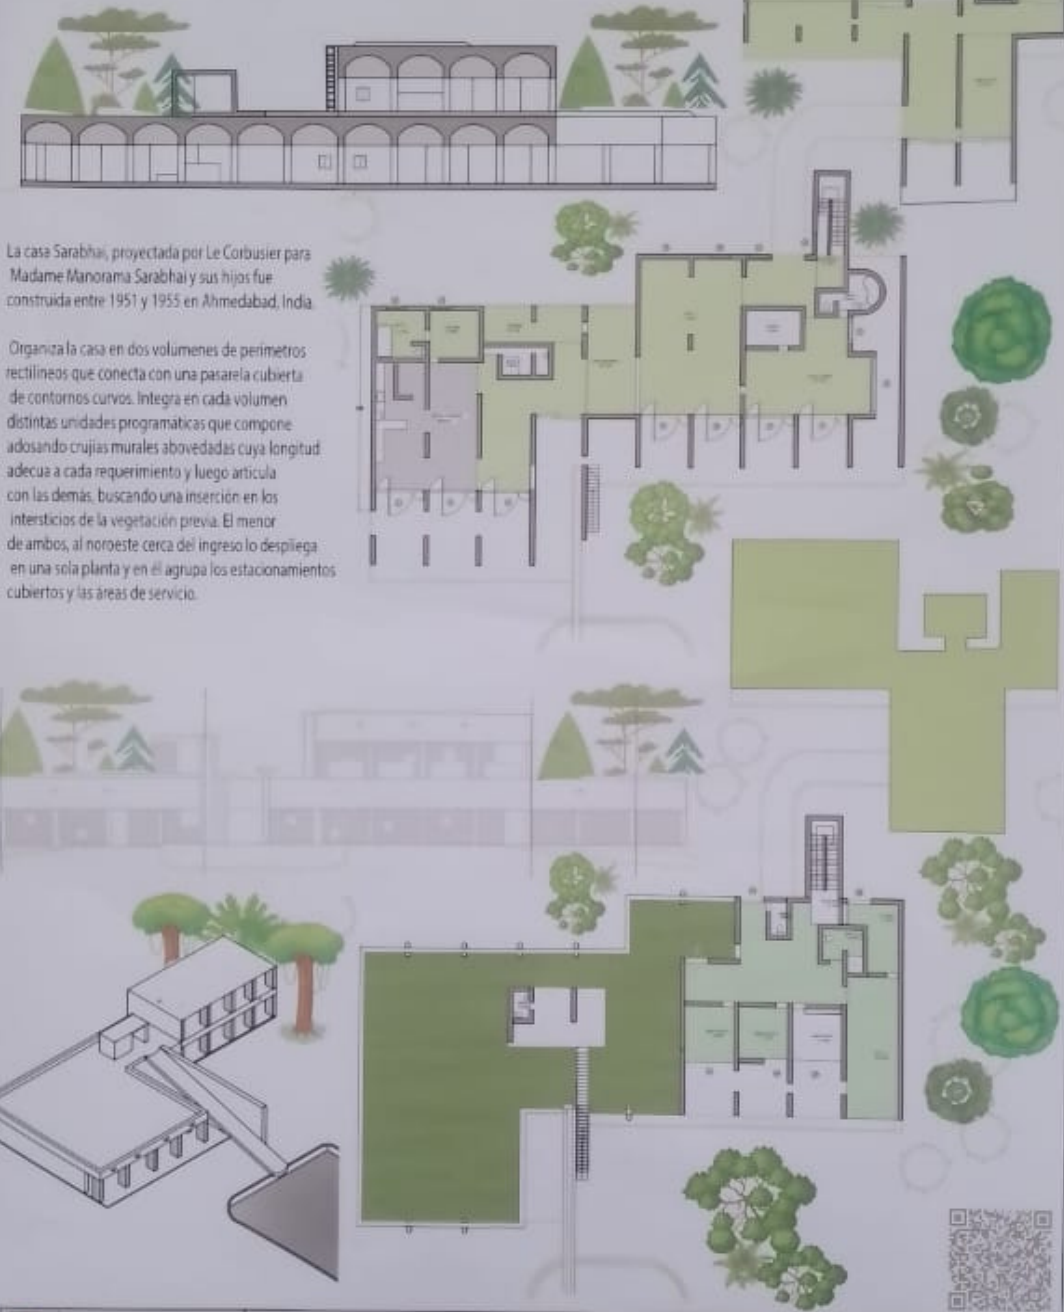 La casa Sarabhai, proyectada por Le Corbusier para
Madame Manorama Sarabhai y sus hijos fue
construida entre 1951 y 1955 en Ahmedabad, India.
Organiza la casa en dos volúmenes de perímetros
rectilíneos que conecta con una pasarela cubierta
de contornos curvos. Integra en cada volumen
distintas unidades programáticas que compone
adosando crujías murales abovedadas cuya longitud
adecua a cada requerimiento y luego articula
con las demás, buscando una inserción en los
intersticios de la vegetación previa. El menor
de ambos, al noroeste cerca del ingreso lo despliega
en una sola planta y en él agrupa los estacionamientos
cubiertos y las áreas de servicio.